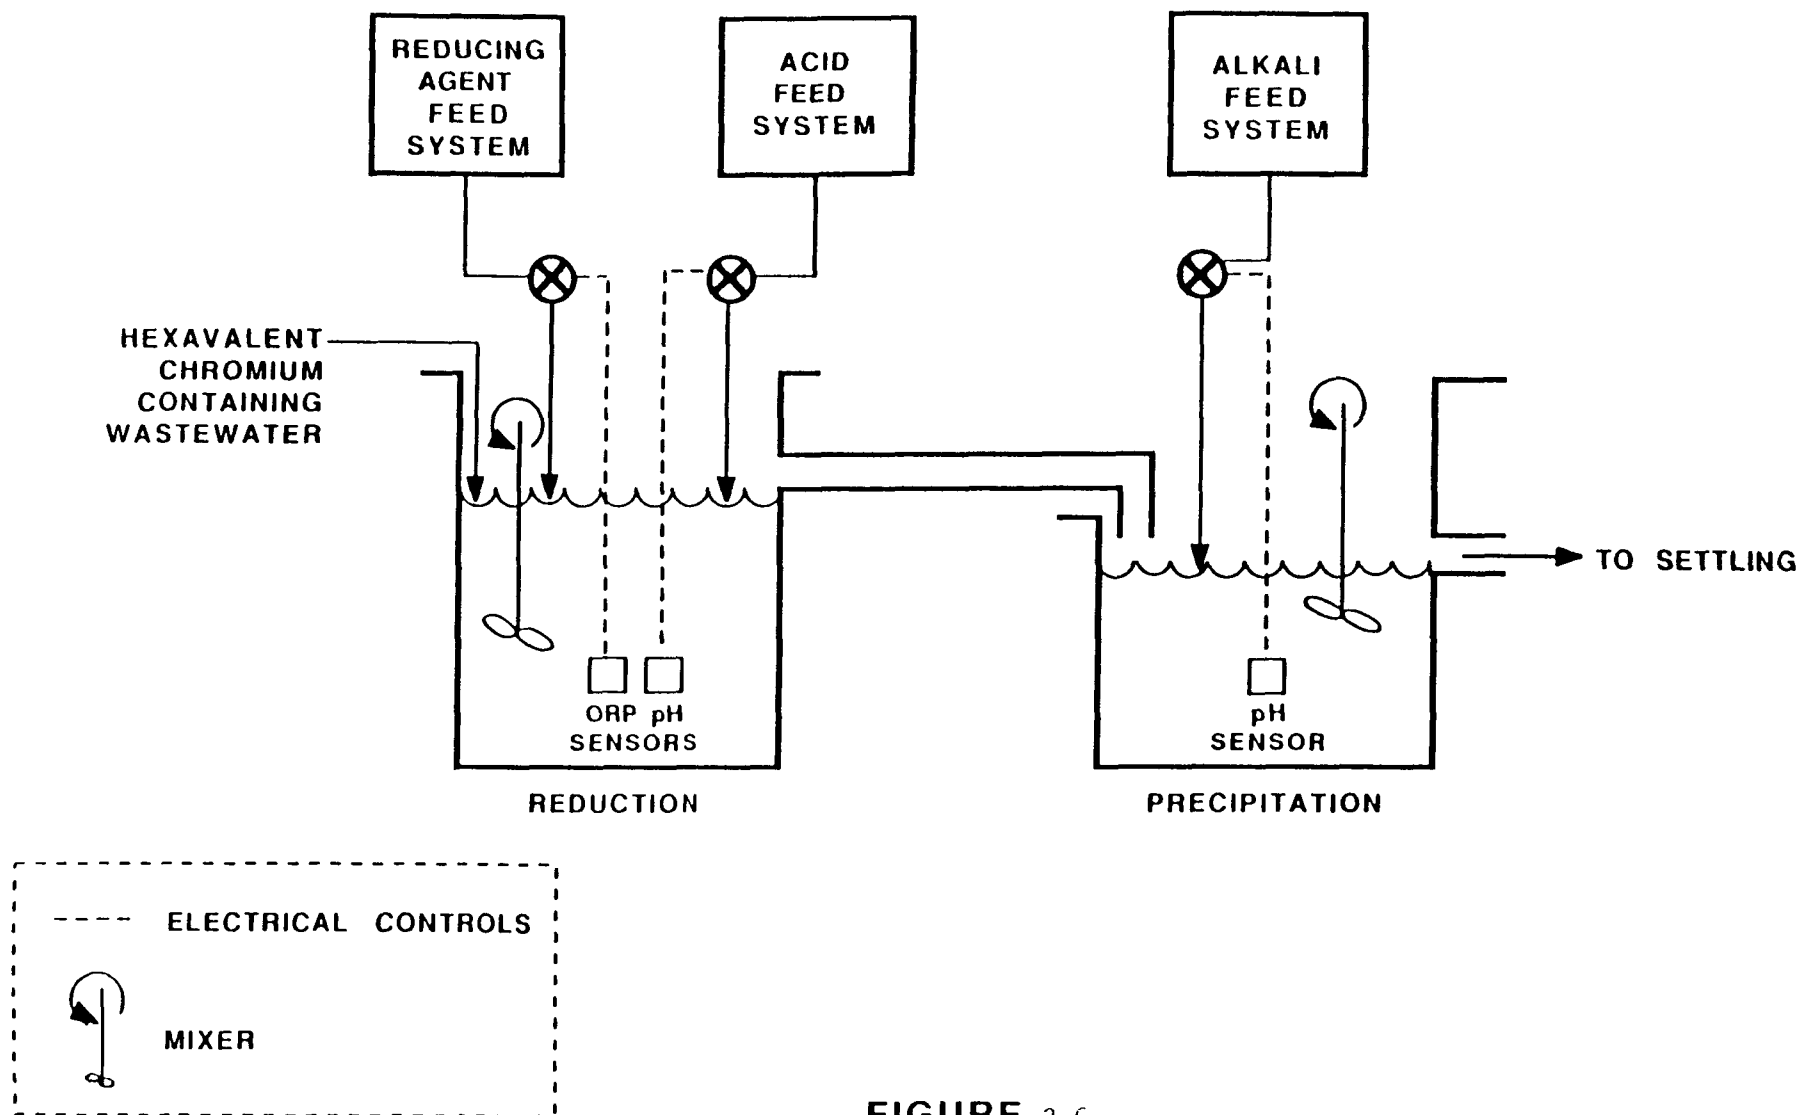 REDUCING
AGENT
FEED
SYSTEM
ACID
FEED
SYSTEM
ALKALI
FEED
SYSTEM
HEXAVALENT
CHROMIUM
CONTAINING
WASTEWATER
TO SETTLING
ORP pH
SENSORS
pH
SENSOR
REDUCTION
PRECIPITATION
ELECTRICAL CONTROLS
MIXER
FIGURE